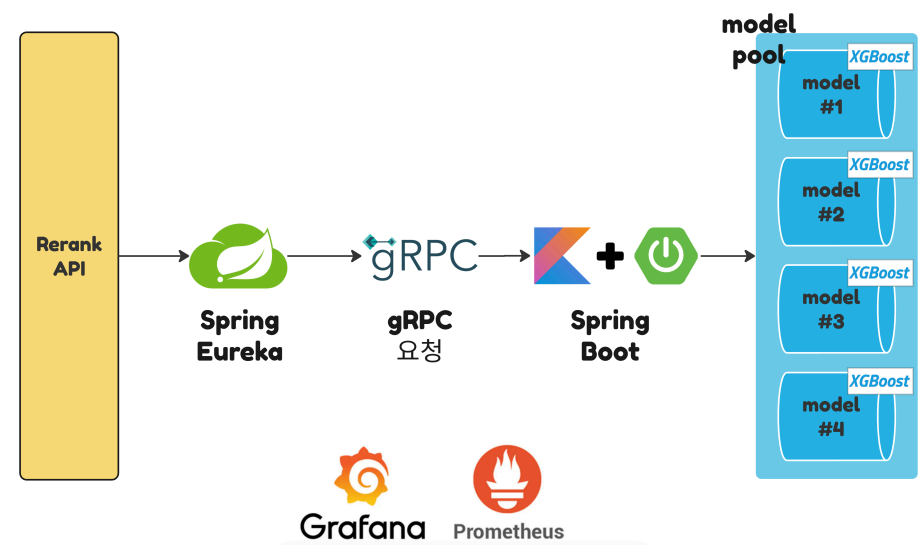 Rerank
API
Spring
Eureka
gRPC
gRPC
요청
Spring
Boot
model
pool
XGBoost
model
#1
XGBoost
model
#2
XGBoost
model
#3
XGBoost
model
#4
Grafana
Prometheus